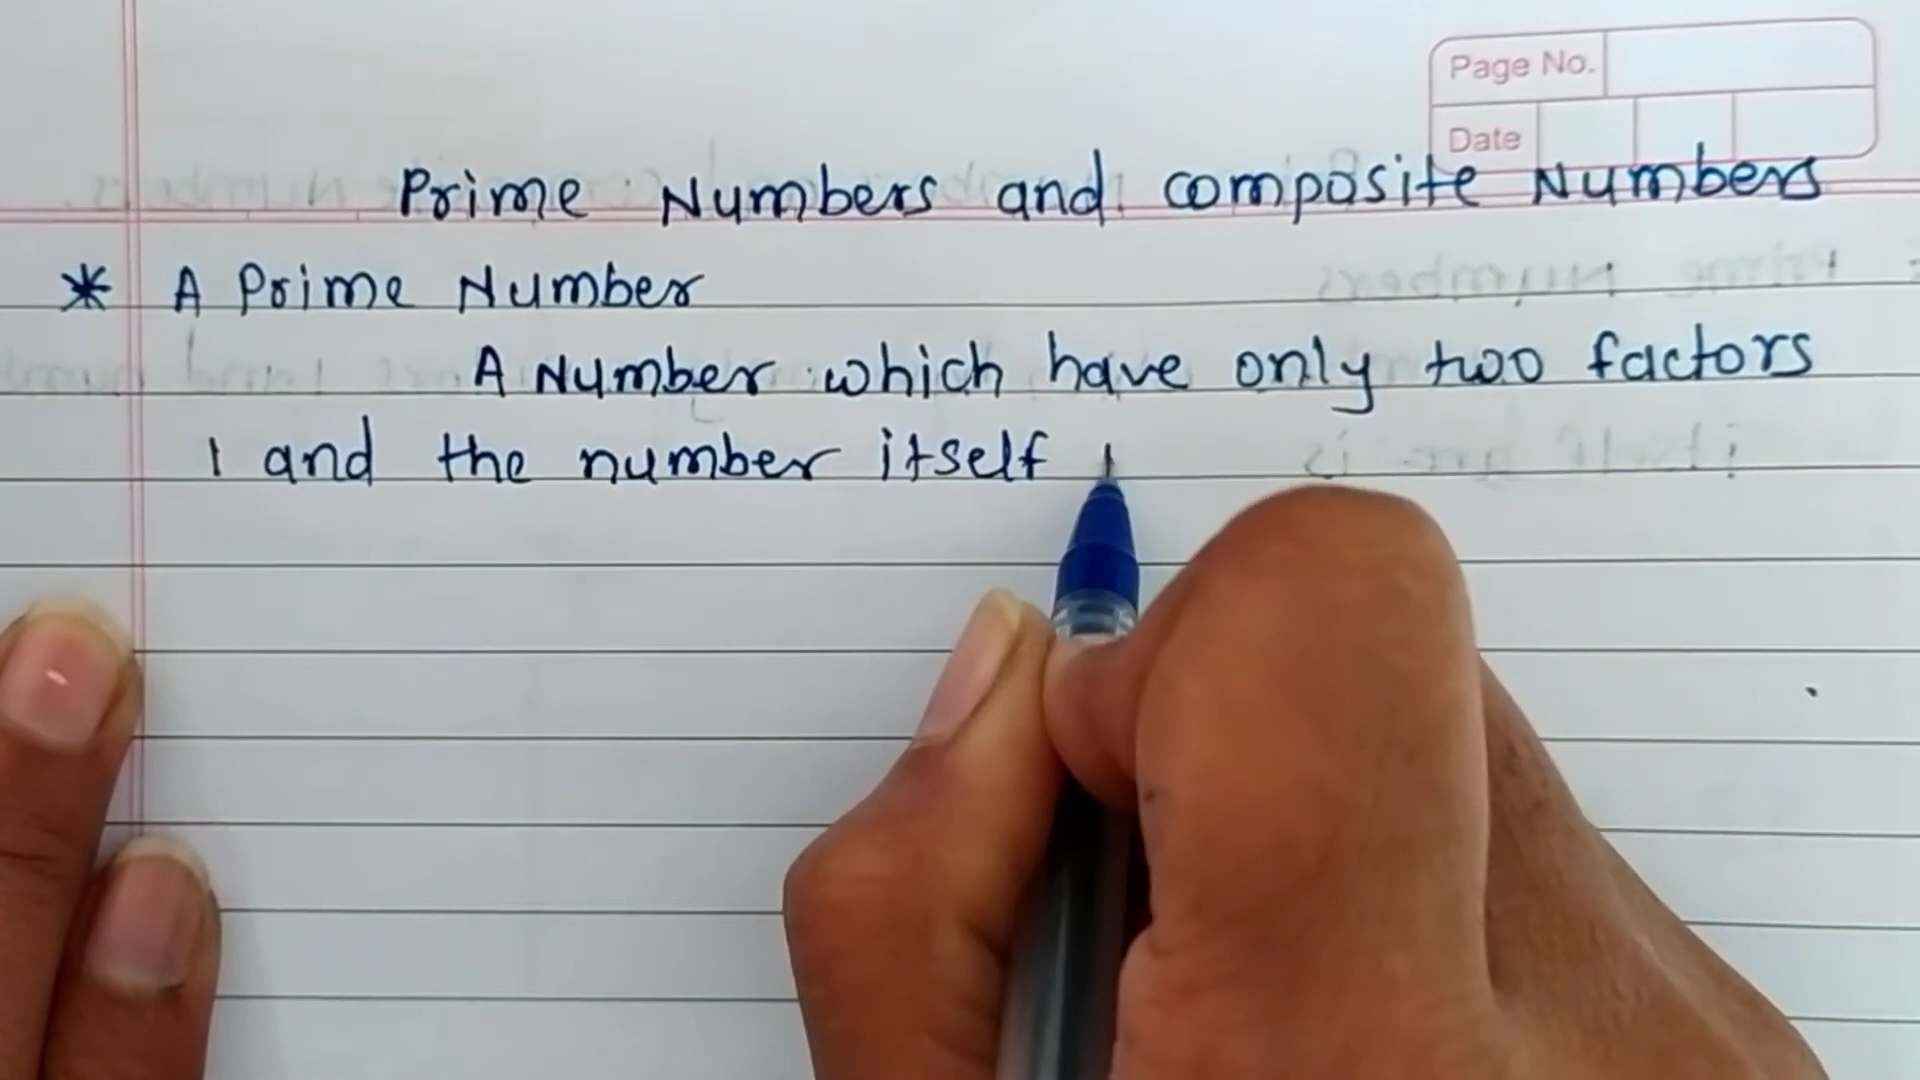 Page No.
Date
Prime Numbers and composite Numbers
* A Prime Number
A Number which have only two factors
1 and the number itself